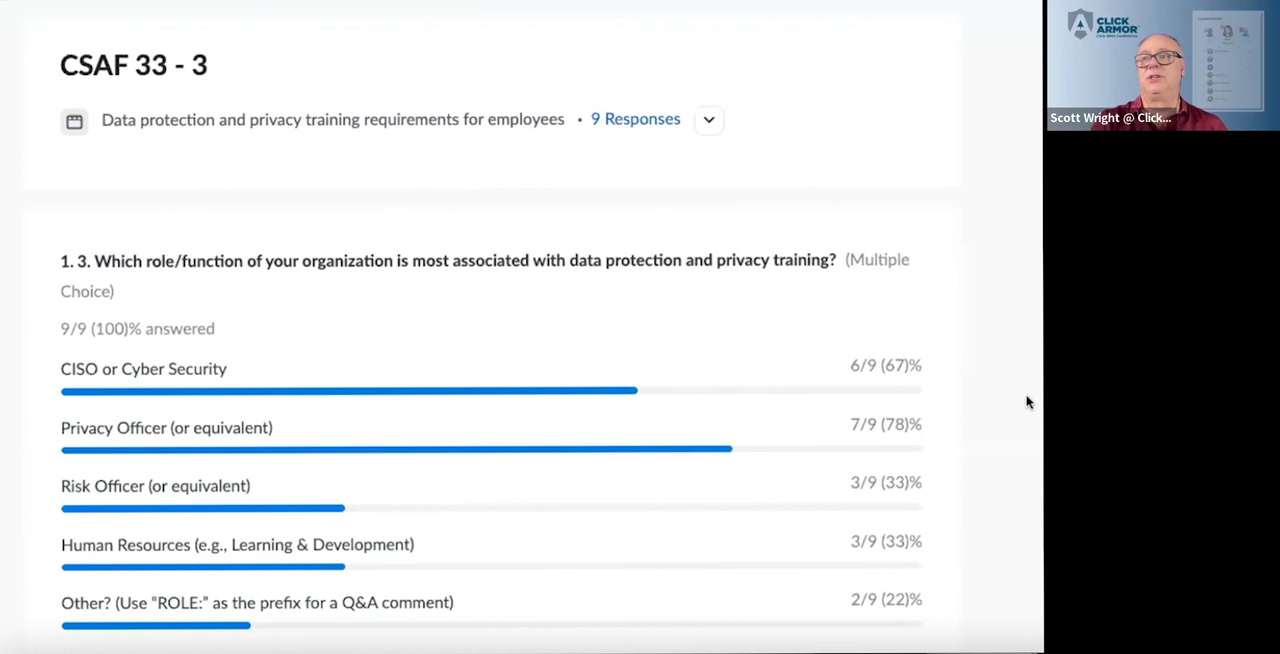 CSAF 33 - 3
Data protection and privacy training requirements for employees • 9 Responses
1. 3. Which role/function of your organization is most associated with data protection and privacy training? (Multiple
Choice)
9/9 (100)% answered
CISO or Cyber Security 6/9 (67)%
Privacy Officer (or equivalent) 7/9 (78)%
Risk Officer (or equivalent) 3/9 (33)%
Human Resources (e.g., Learning & Development) 3/9 (33)%
Other? (Use "ROLE:" as the prefix for a Q&A comment) 2/9 (22)%
CLICK
ARMOR
Scott Wright @ Click...